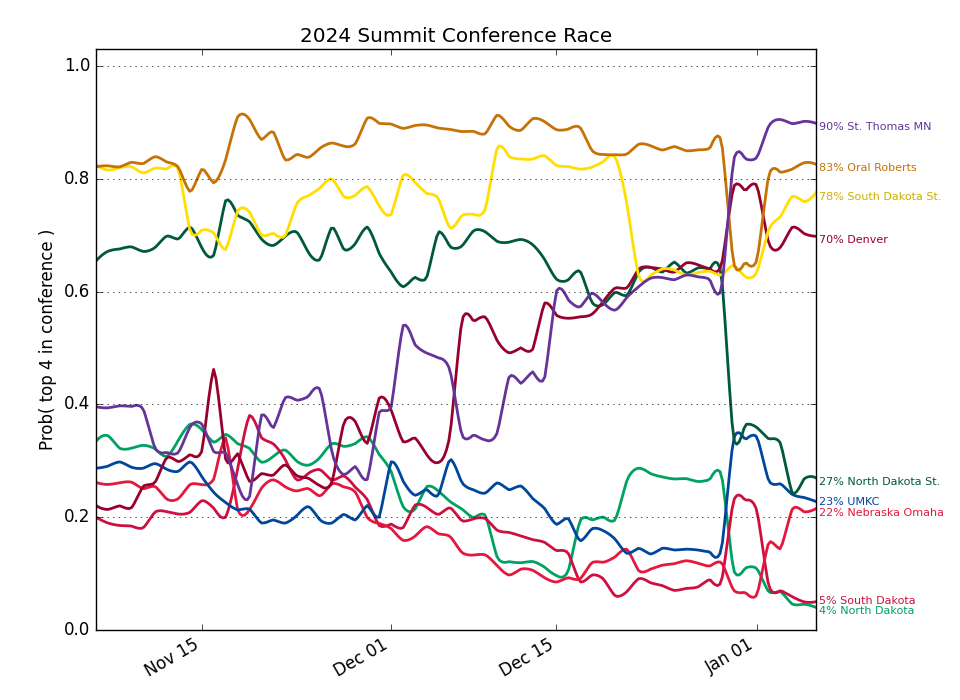 2024 Summit Conference Race
Prob( top 4 in conference )
1.0
0.8
0.6
0.4
0.2
0.0
Nov 15
Dec 01
Dec 15
Jan 01
90% St. Thomas MN
83% Oral Roberts
78% South Dakota St.
70% Denver
27% North Dakota St.
23% UMKC
22% Nebraska Omaha
5% South Dakota
4% North Dakota